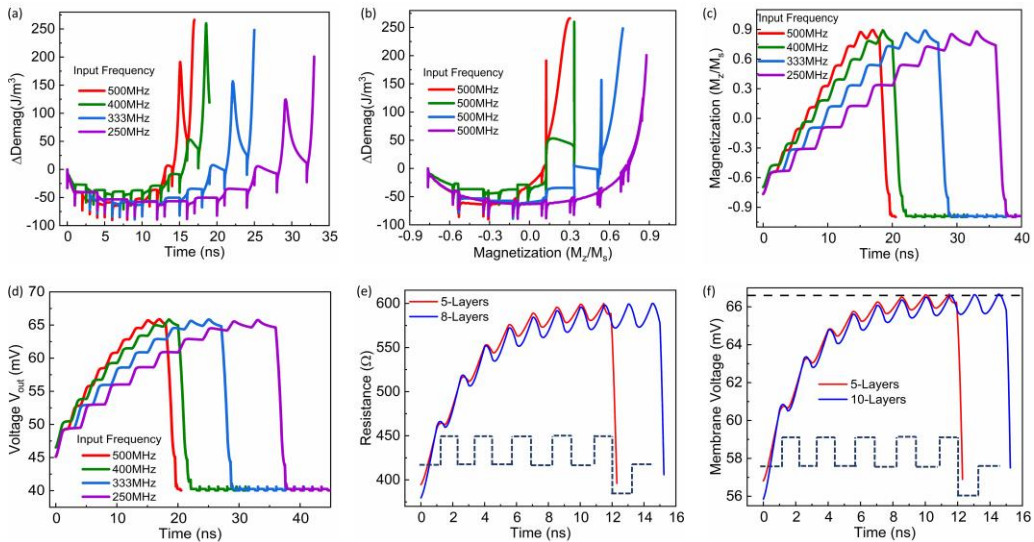 (a)
ΔDemag(J/m³)
250
200
150
100
50
0
-50
-100
Input Frequency
500MHz
400MHz
333MHz
250MHz
0 5 10 15 20 25 30 35
Time (ns)
(b)
ΔDemag(J/m³)
250
200
150
100
50
0
-50
-100
Input Frequency
500MHz
500MHz
500MHz
500MHz
-0.9 -0.6 -0.3 0.0 0.3 0.6 0.9
Magnetization (Mz/Ms)
(c)
Magnetization (Mz/Ms)
0.9
0.6
0.3
0.0
-0.3
-0.6
-0.9
Input Frequency
500MHz
400MHz
333MHz
250MHz
0 10 20 30 40
Time (ns)
(d)
Voltage Vout (mV)
70
65
60
55
50
45
40
Input Frequency
500MHz
400MHz
333MHz
250MHz
0 10 20 30 40
Time (ns)
(e)
Resistance (Ω)
600
550
500
450
400
5-Layers
8-Layers
0 2 4 6 8 10 12 14 16
Time (ns)
(f)
Membrane Voltage (mV)
66
64
62
60
58
56
5-Layers
10-Layers
0 2 4 6 8 10 12 14 16
Time (ns)